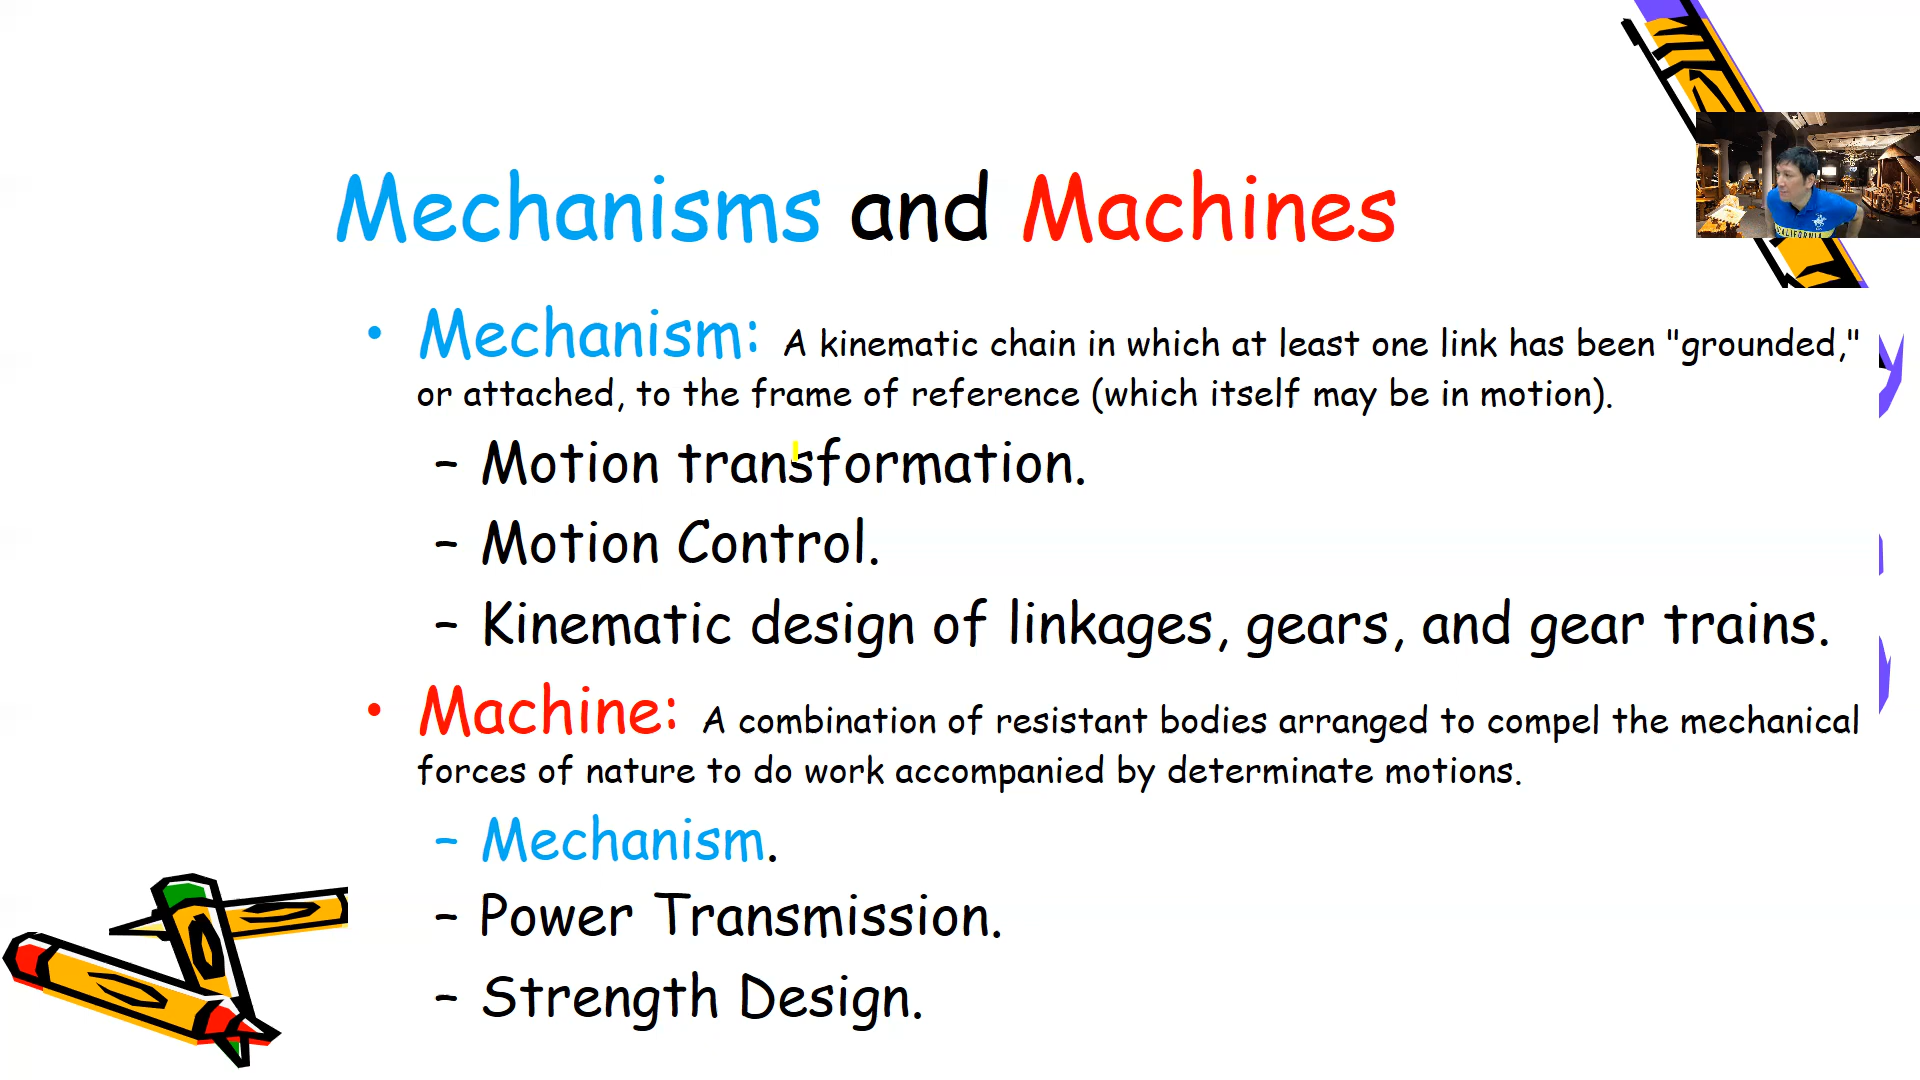 Mechanisms and Machines
• Mechanism: A kinematic chain in which at least one link has been "grounded,"
or attached, to the frame of reference (which itself may be in motion).
– Motion transformation.
– Motion Control.
– Kinematic design of linkages, gears, and gear trains.
• Machine: A combination of resistant bodies arranged to compel the mechanical
forces of nature to do work accompanied by determinate motions.
– Mechanism.
– Power Transmission.
– Strength Design.
CALIFORNIA